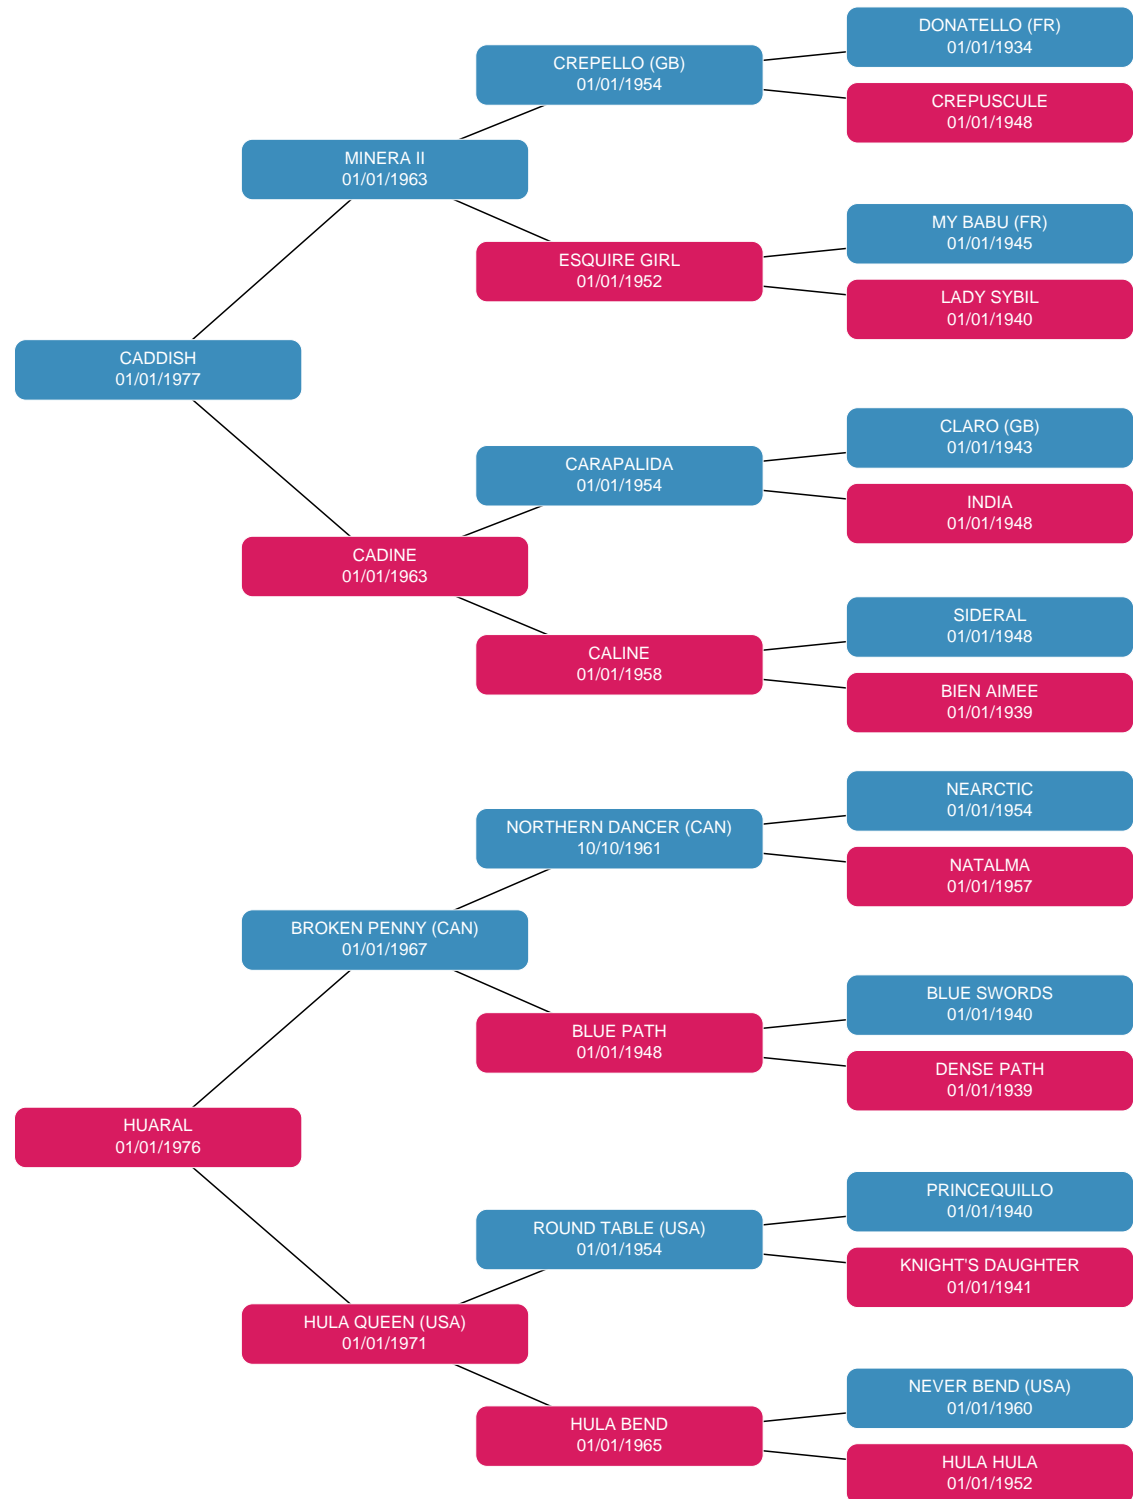 DONATELLO (FR)
01/01/1934
CREPELLO (GB)
01/01/1954
CREPUSCULE
01/01/1948
MINERA II
01/01/1963
MY BABU (FR)
01/01/1945
ESQUIRE GIRL
01/01/1952
LADY SYBIL
01/01/1940
CADDISH
01/01/1977
CLARO (GB)
01/01/1943
CARAPALIDA
01/01/1954
INDIA
01/01/1948
CADINE
01/01/1963
SIDERAL
01/01/1948
CALINE
01/01/1958
BIEN AIMEE
01/01/1939
NEARCTIC
01/01/1954
NORTHERN DANCER (CAN)
10/10/1961
NATALMA
01/01/1957
BROKEN PENNY (CAN)
01/01/1967
BLUE SWORDS
01/01/1940
BLUE PATH
01/01/1948
DENSE PATH
01/01/1939
HUARAL
01/01/1976
PRINCEQUILLO
01/01/1940
ROUND TABLE (USA)
01/01/1954
KNIGHT'S DAUGHTER
01/01/1941
HULA QUEEN (USA)
01/01/1971
NEVER BEND (USA)
01/01/1960
HULA BEND
01/01/1965
HULA HULA
01/01/1952